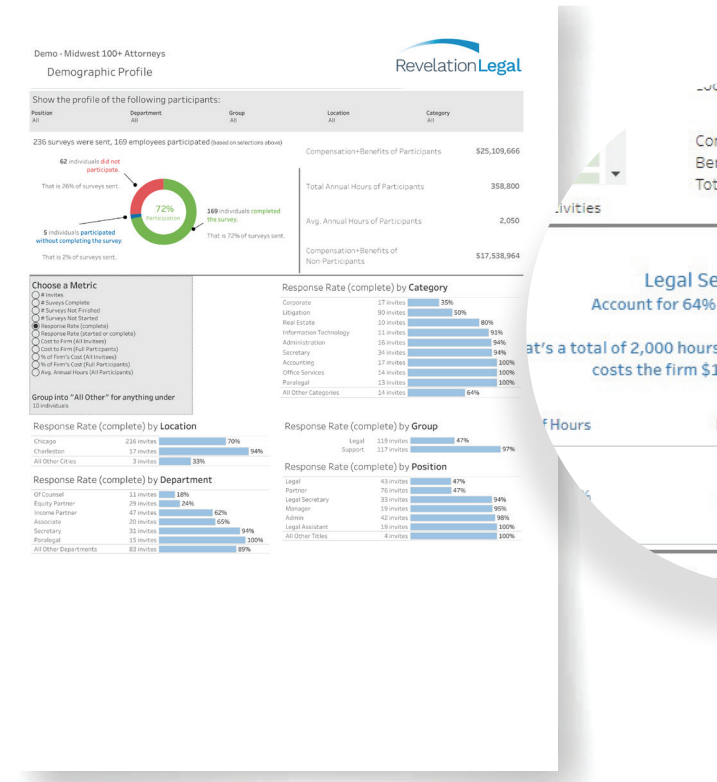 Demo - Midwest 100+ Attorneys
Demographic Profile
RevelationLegal
Show the profile of the following participants:
Position Department Group Location Category
All All All All All
236 surveys were sent, 169 employees participated (based on selections above)
62 individuals did not
participate.
That is 26% of surveys sent.
72%
Participation
169 individuals completed
the survey.
That is 72% of surveys sent.
5 individuals participated
without completing the survey.
That is 2% of surveys sent.
Compensation+Benefits of Participants $25,109,666
Total Annual Hours of Participants 358,800
Avg. Annual Hours of Participants 2,050
Compensation+Benefits of
Non-Participants $17,538,964
Choose a Metric
# Invites
# Suveys Complete
# Surveys Not Finished
# Surveys Not Started
Response Rate (complete)
Response Rate (started or complete)
Cost to Firm (All Invitees)
Cost to Firm (Full Particpants)
% of Firm's Cost (All Invitees)
% of Firm's Cost (Full Participants)
Avg. Annual Hours (All Participants)
Group into "All Other" for anything under
10 individuals
Response Rate (complete) by Category
Corporate 17 invites 35%
Litigation 90 invites 50%
Real Estate 10 invites 80%
Information Technology 11 invites 91%
Administration 16 invites 94%
Secretary 34 invites 94%
Accounting 17 invites 100%
Office Services 14 invites 100%
Paralegal 13 invites 100%
All Other Categories 14 invites 64%
Response Rate (complete) by Location
Chicago 216 invites 70%
Charleston 17 invites 94%
All Other Cities 3 invites 33%
Response Rate (complete) by Group
Legal 119 invites 47%
Support 117 invites 97%
Response Rate (complete) by Department
Of Counsel 11 invites 18%
Equity Partner 29 invites 24%
Income Partner 47 invites 62%
Associate 20 invites 65%
Secretary 31 invites 94%
Paralegal 15 invites 100%
All Other Departments 83 invites 89%
Response Rate (complete) by Position
Legal 43 invites 47%
Partner 76 invites 47%
Legal Secretary 33 invites 94%
Manager 19 invites 95%
Admin 42 invites 98%
Legal Assistant 19 invites 100%
All Other Titles 4 invites 100%
Cor
Ber
Tot
ivities
Legal Se
Account for 64%
at's a total of 2,000 hours
costs the firm $1
f Hours
%